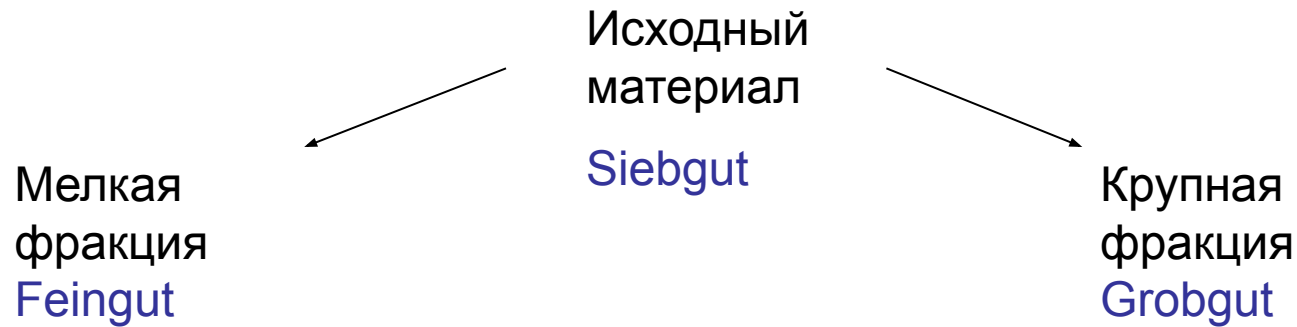 Исходный
материал
Siebgut
Мелкая
фракция
Feingut
Крупная
фракция
Grobgut